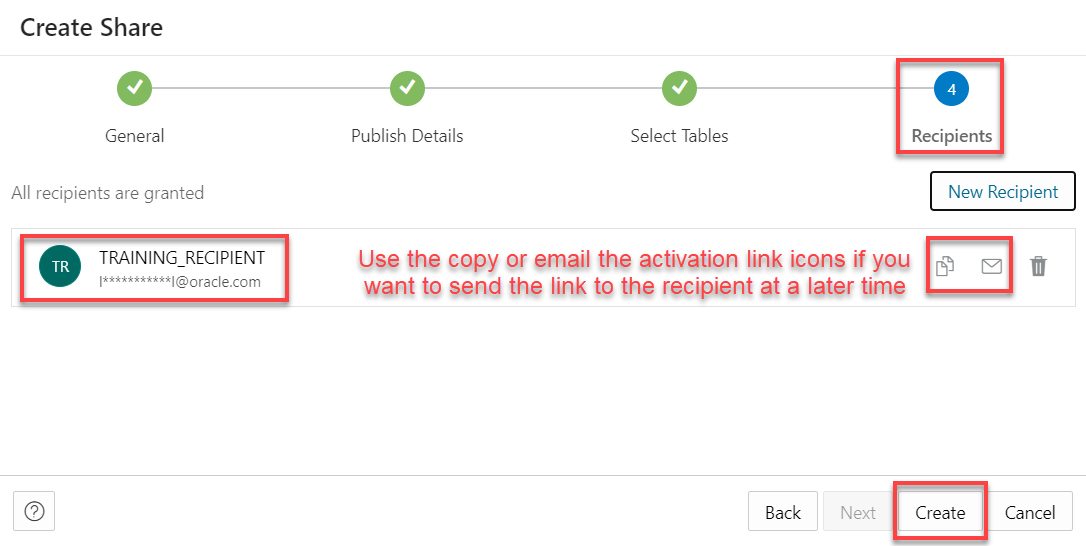 Create Share
4
General
Publish Details
Select Tables
Recipients
All recipients are granted
New Recipient
TR
TRAINING_RECIPIENT
l***********l@oracle.com
Use the copy or email the activation link icons if you
want to send the link to the recipient at a later time
?
Back
Next
Create
Cancel